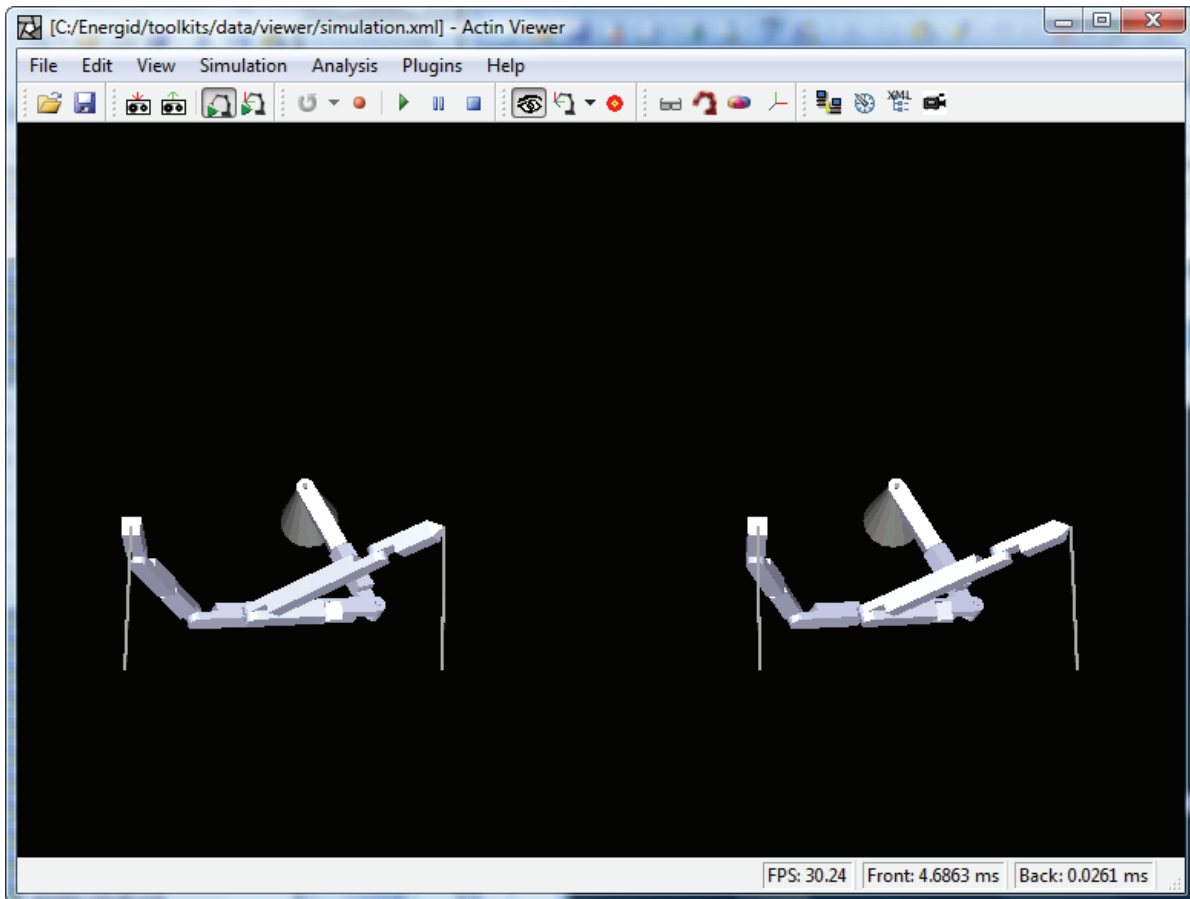 [C:/Energid/toolkits/data/viewer/simulation.xml] - Actin Viewer
File Edit View Simulation Analysis Plugins Help
XML
FPS: 30.24 Front: 4.6863 ms Back: 0.0261 ms